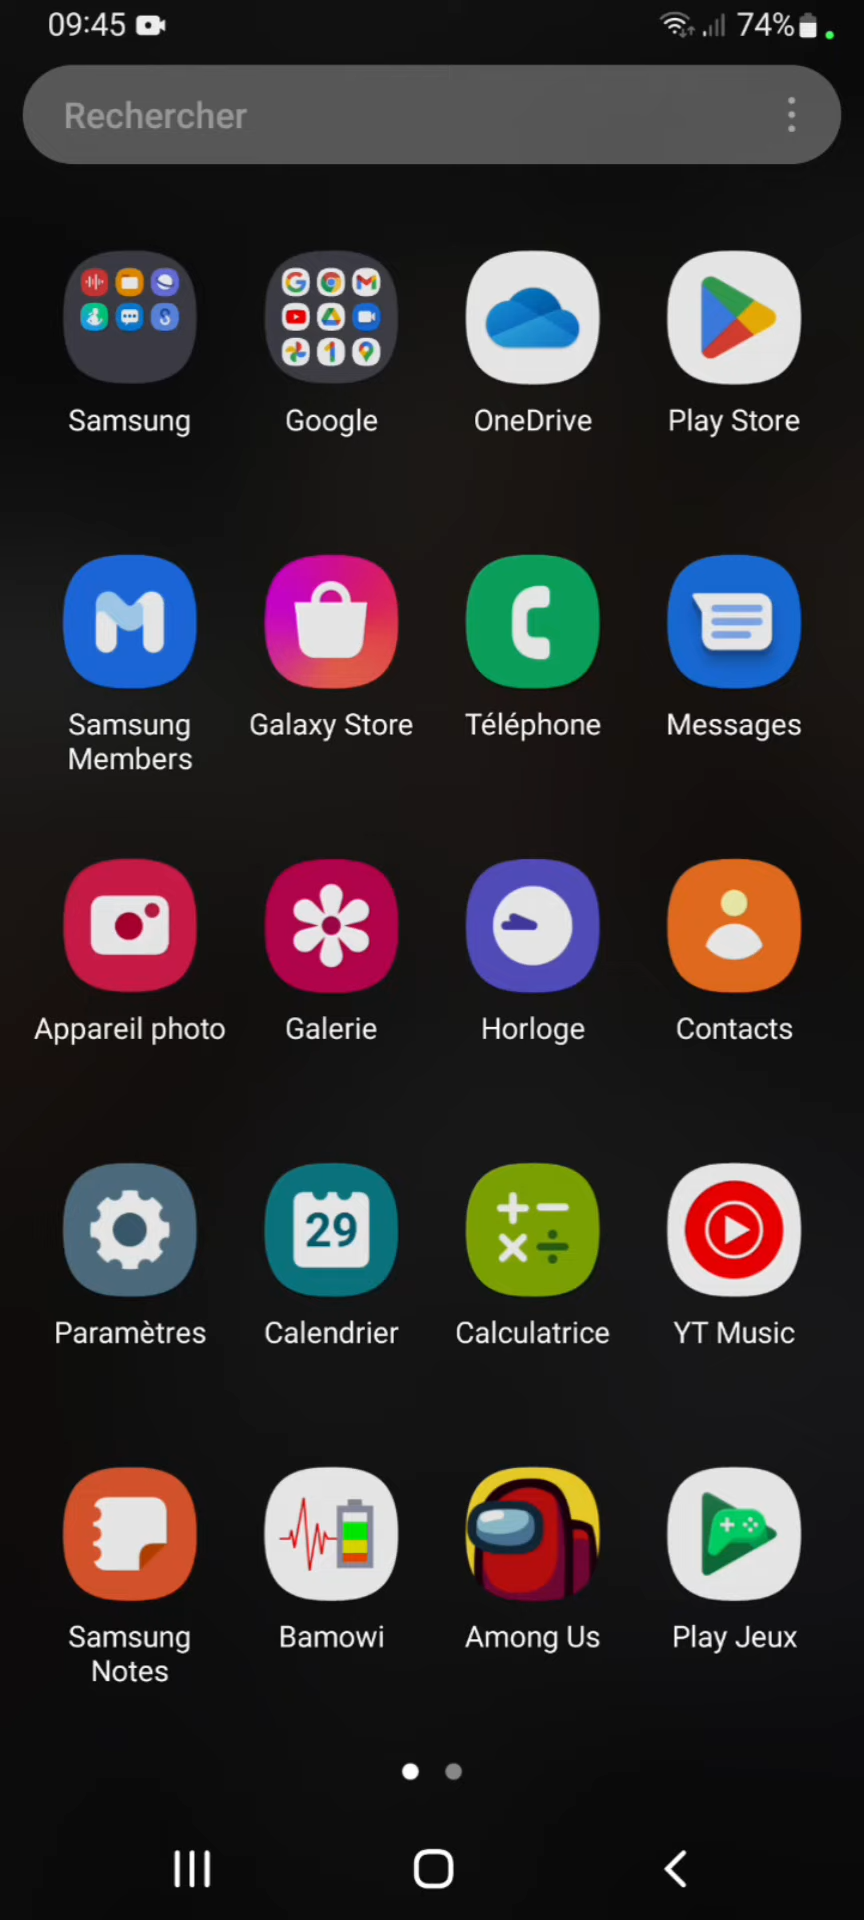 09:45
74%
Rechercher
Samsung
Google
OneDrive
Play Store
Samsung
Members
Galaxy Store
Téléphone
Messages
Appareil photo
Galerie
Horloge
Contacts
29
Paramètres
Calendrier
Calculatrice
YT Music
Samsung
Notes
Bamowi
Among Us
Play Jeux